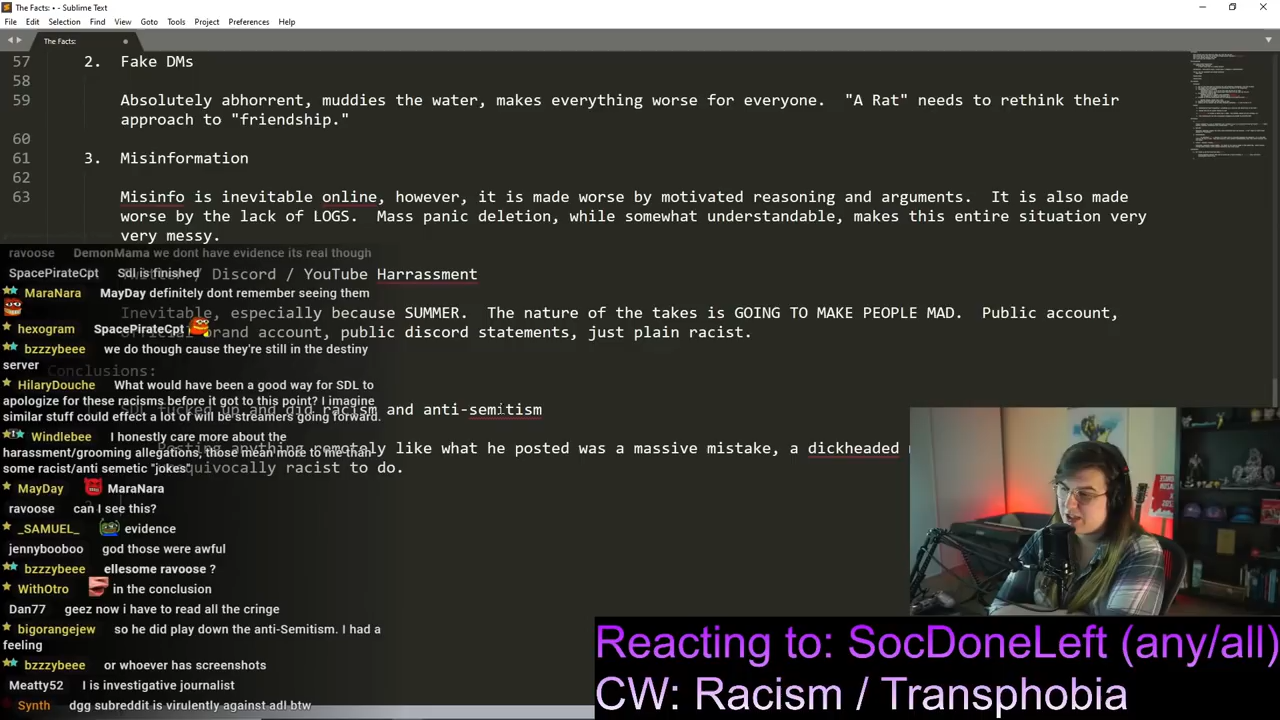 The Facts: • - Sublime Text
File Edit Selection Find View Goto Tools Project Preferences Help
The Facts:
57 2. Fake DMs
58
59 Absolutely abhorrent, muddies the water, makes everything worse for everyone. "A Rat" needs to rethink their
approach to "friendship."
60
61 3. Misinformation
62
63 Misinfo is inevitable online, however, it is made worse by motivated reasoning and arguments. It is also made
worse by the lack of LOGS. Mass panic deletion, while somewhat understandable, makes this entire situation very
very messy.
/ Discord / YouTube Harrassment
Inevitable, especially because SUMMER. The nature of the takes is GOING TO MAKE PEOPLE MAD. Public account,
official brand account, public discord statements, just plain racist.
Conclusions:
SDL fucked up and did racism and anti-semitism
Posting anything remotely like what he posted was a massive mistake, a dickheaded
unequivocally racist to do.
ravoose DemonMama we dont have evidence its real though
SpacePirateCpt SDL is finished
MaraNara MayDay definitely dont remember seeing them
hexogram SpacePirateCpt
bzzzybeee we do though cause they're still in the destiny
server
HilaryDouche What would have been a good way for SDL to
apologize for these racisms before it got to this point? I imagine
similar stuff could effect a lot of will be streamers going forward.
Windlebee I honestly care more about the
harassment/grooming allegations, those mean more to me than
some racist/anti semetic "jokes."
MayDay MaraNara
ravoose can I see this?
_SAMUEL_ evidence
jennybooboo god those were awful
bzzzybeee ellesome ravoose ?
WithOtro in the conclusion
Dan77 geez now i have to read all the cringe
bigorangejew so he did play down the anti-Semitism. I had a
feeling
bzzzybeee or whoever has screenshots
Meatty52 I is investigative journalist
Synth dgg subreddit is virulently against adl btw
Reacting to: SocDoneLeft (any/all)
CW: Racism / Transphobia